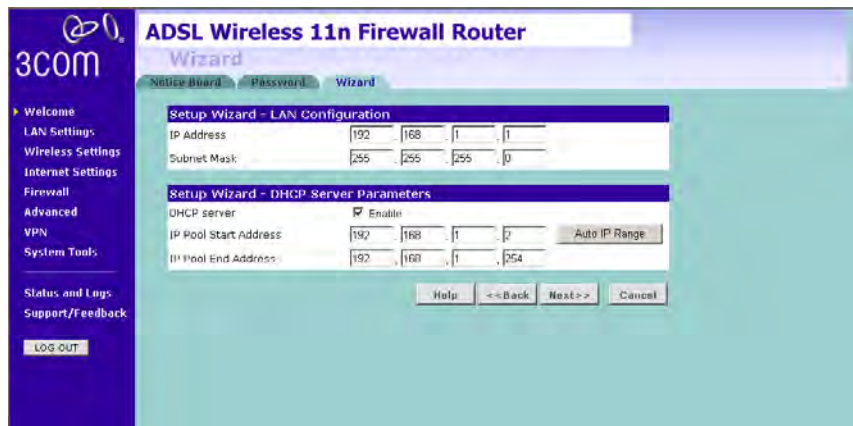 3COM
ADSL Wireless 11n Firewall Router
Wizard
Notice Board Password Wizard
Welcome
LAN Settings
Wireless Settings
Internet Settings
Firewall
Advanced
VPN
System Tools
Status and Logs
Support/Feedback
LOG OUT
Setup Wizard - LAN Configuration
IP Address 192 . 168 . 1 . 1
Subnet Mask 255 . 255 . 255 . 0
Setup Wizard - DHCP Server Parameters
DHCP server Enable
IP Pool Start Address 192 . 168 . 1 . 2 Auto IP Range
IP Pool End Address 192 . 168 . 1 . 254
Help <<Back Next>> Cancel